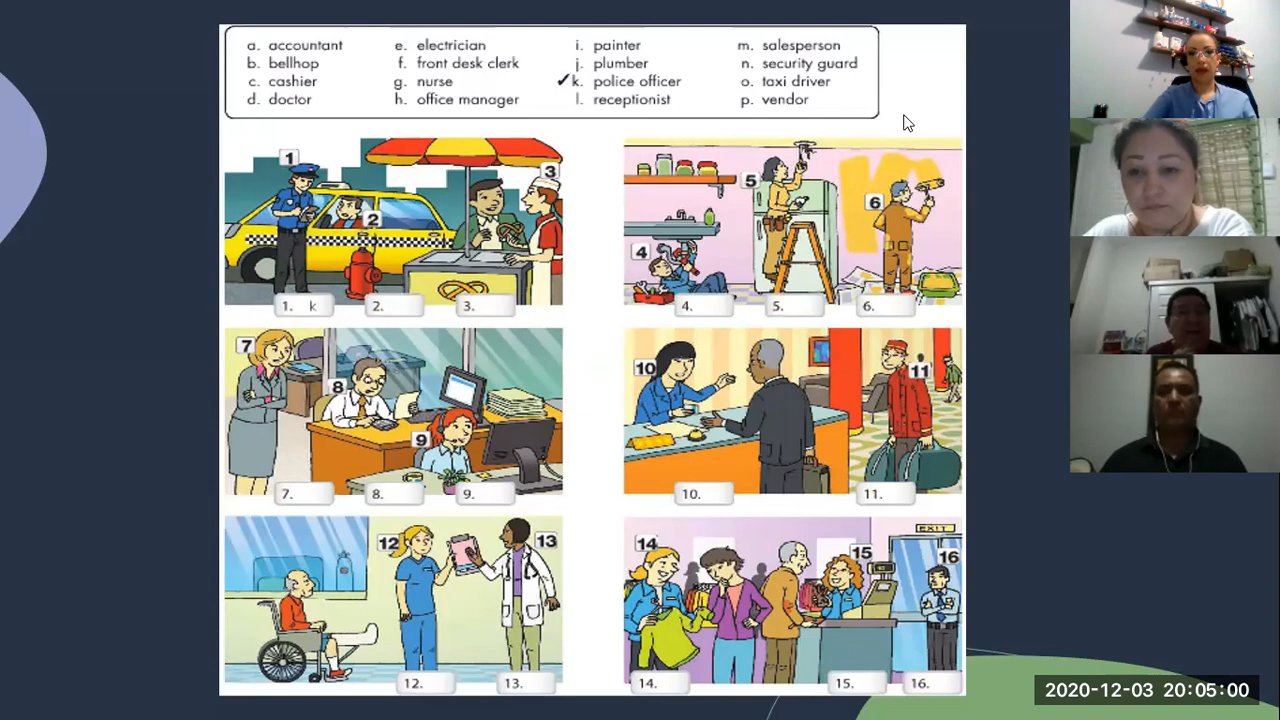 a. accountant
b. bellhop
c. cashier
d. doctor
e. electrician
f. front desk clerk
g. nurse
h. office manager
i. painter
j. plumber
✓k. police officer
l. receptionist
m. salesperson
n. security guard
o. taxi driver
p. vendor
1
2
3
1. k
2.
3.
4
5
6
4.
5.
6.
7
8
9
7.
8.
9.
10
11
10.
11.
12
13
12.
13.
14
15
16
EXIT
14.
15.
16.
2020-12-03 20:05:00